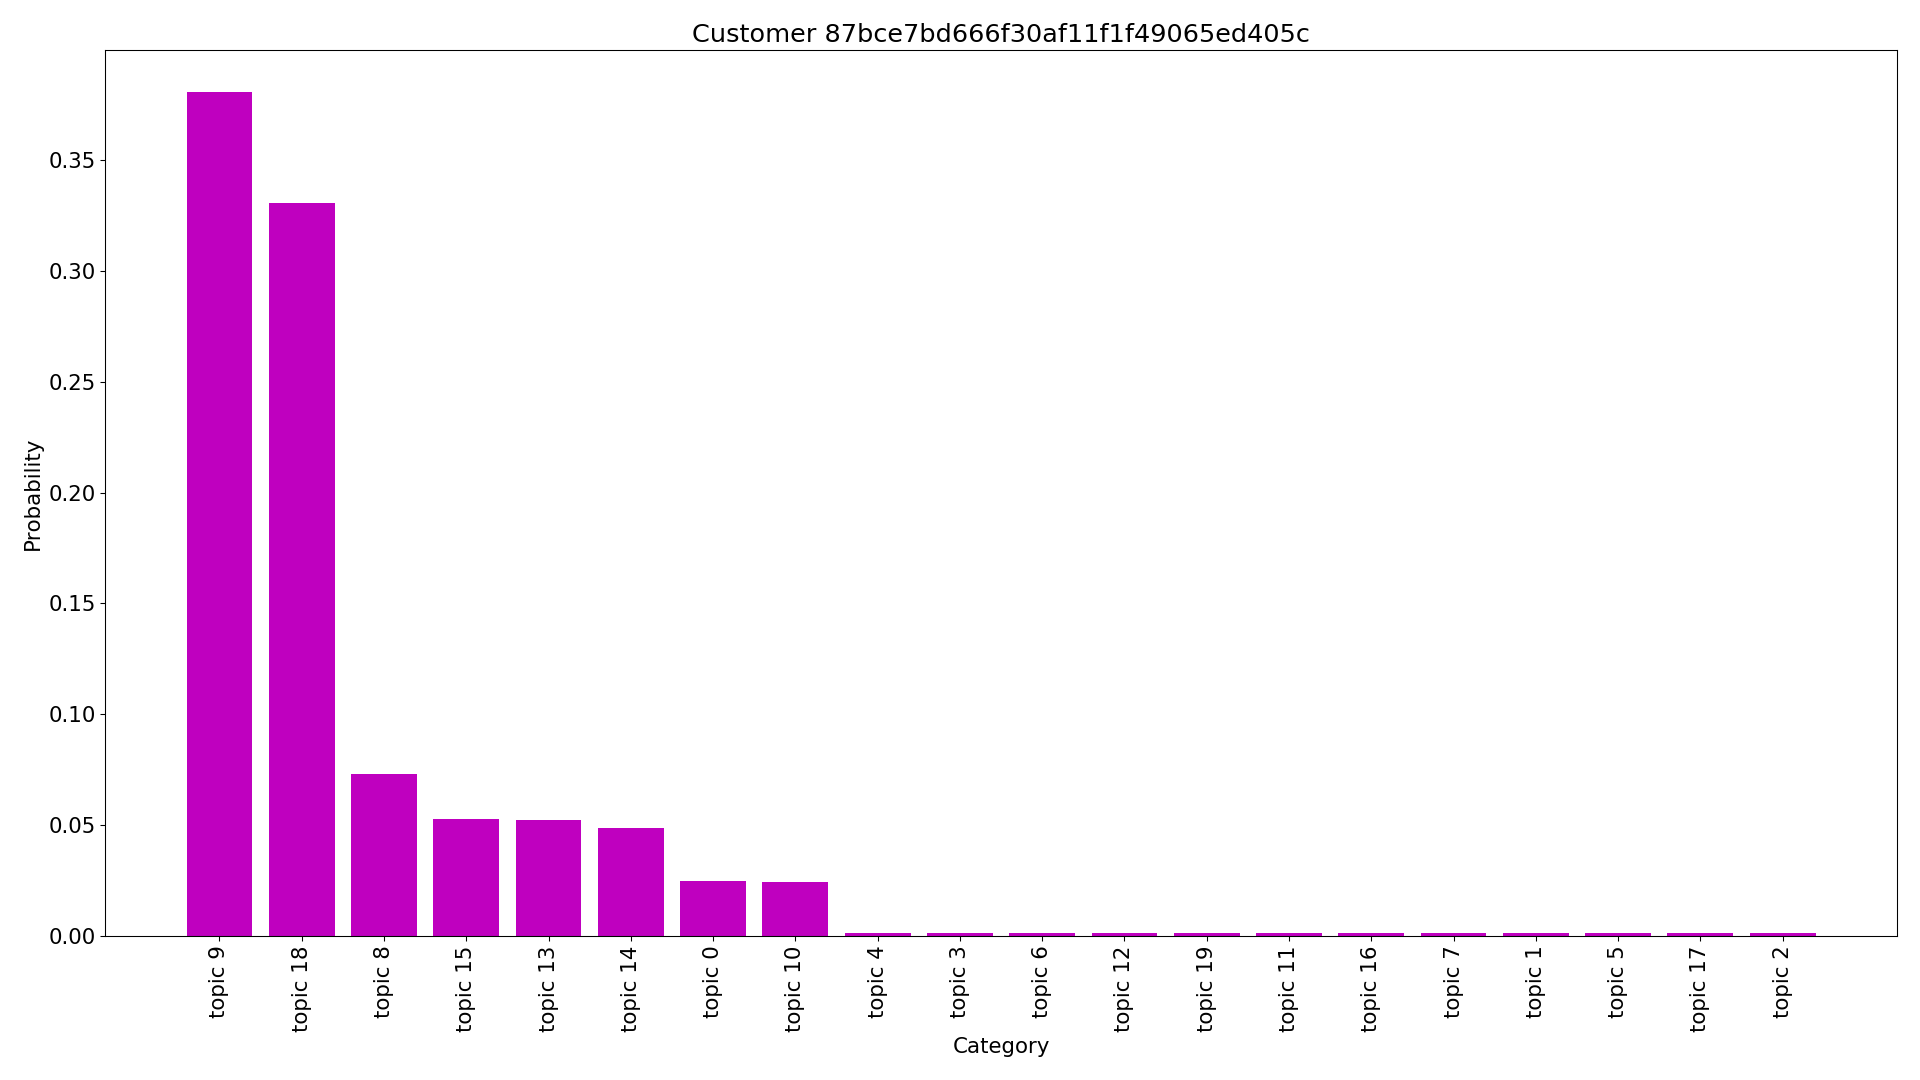 Customer 87bce7bd666f30af11f1f49065ed405c
Probability
0.35
0.30
0.25
0.20
0.15
0.10
0.05
0.00
topic 9
topic 18
topic 8
topic 15
topic 13
topic 14
topic 0
topic 10
topic 4
topic 3
topic 6
topic 12
topic 19
topic 11
topic 16
topic 7
topic 1
topic 5
topic 17
topic 2
Category